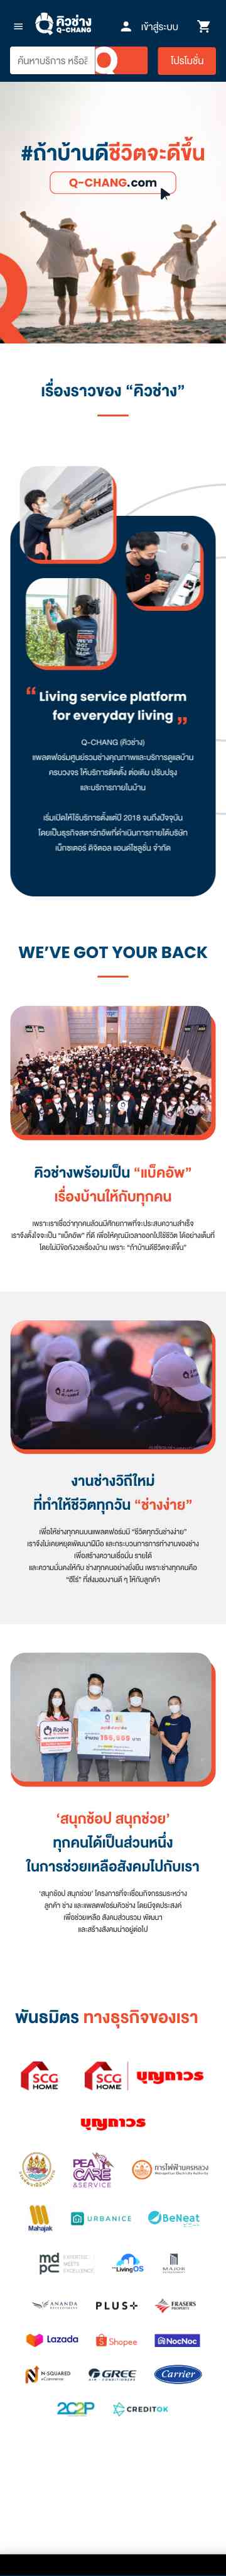 คิวช่าง
Q-CHANG
เข้าสู่ระบบ
ค้นหาบริการ หรือสิ
โปรโมชั่น
#ถ้าบ้านดีชีวิตจะดีขึ้น
Q-CHANG.com
เรื่องราวของ “คิวช่าง”
“ Living service platform
for everyday living ”
Q-CHANG (คิวช่าง)
แพลตฟอร์มศูนย์รวมช่างคุณภาพและบริการดูแลบ้าน
ครบวงจร ให้บริการติดตั้ง ต่อเติม ปรับปรุง
และบริการภายในบ้าน
เริ่มเปิดให้ใช้บริการตั้งแต่ปี 2018 จนถึงปัจจุบัน
โดยเป็นธุรกิจสตาร์ทอัพที่ดำเนินการภายใต้บริษัท
เน็กซเตอร์ ดิจิตอล แอนด์โซลูชั่น จำกัด
WE’VE GOT YOUR BACK
คิวช่างพร้อมเป็น “แบ็คอัพ”
เรื่องบ้านให้กับทุกคน
เพราะเราเชื่อว่าทุกคนล้วนมีศักยภาพที่จะประสบความสำเร็จ
เราจึงตั้งใจจะเป็น “แบ็คอัพ” ที่ดี เพื่อให้คุณมีเวลาออกไปใช้ชีวิต ได้อย่างเต็มที่
โดยไม่มีข้อกังวลเรื่องบ้าน เพราะ “ถ้าบ้านดีชีวิตจะดีขึ้น”
งานช่างวิถีใหม่
ที่ทำให้ชีวิตทุกวัน “ช่างง่าย”
เพื่อให้ช่างทุกคนบนแพลตฟอร์มมี “ชีวิตทุกวันช่างง่าย”
เราจึงไม่เคยหยุดพัฒนาฝีมือ และกระบวนการการทำงานของช่าง
เพื่อสร้างความเชื่อมั่น รายได้
และความมั่นคงให้กับ ช่างทุกคนอย่างยั่งยืน เพราะช่างทุกคนคือ
“ฮีโร่” ที่ส่งมอบงานดี ๆ ให้กับลูกค้า
คิวช่าง
‘สนุกช้อป สนุกช่วย’
ทุกคนได้เป็นส่วนหนึ่ง
ในการช่วยเหลือสังคมไปกับเรา
‘สนุกช้อป สนุกช่วย’ โครงการที่จะเชื่อมกิจกรรมระหว่าง
ลูกค้า ช่าง และแพลตฟอร์มคิวช่าง โดยมีจุดประสงค์
เพื่อช่วยเหลือ สังคมส่วนรวม พัฒนา
และสร้างสังคมน่าอยู่ต่อไป
พันธมิตร ทางธุรกิจของเรา
SCG
HOME
SCG
HOME
บุญถาวร
บุญถาวร
PEA
CARE
&SERVICE
การไฟฟ้านครหลวง
Metropolitan Electricity Authority
Mahajak
URBANICE
BeNeat
mdpc
EXPERTISE
MEETS
EXCELLENCE
LivingOS
MAJOR
ANANDA
PLUS+
FRASERS
PROPERTY
Lazada
Shopee
NocNoc
N-SQUARED
eCommerce
GREE
AIR CONDITIONERS
Carrier
2C2P
CREDITOK